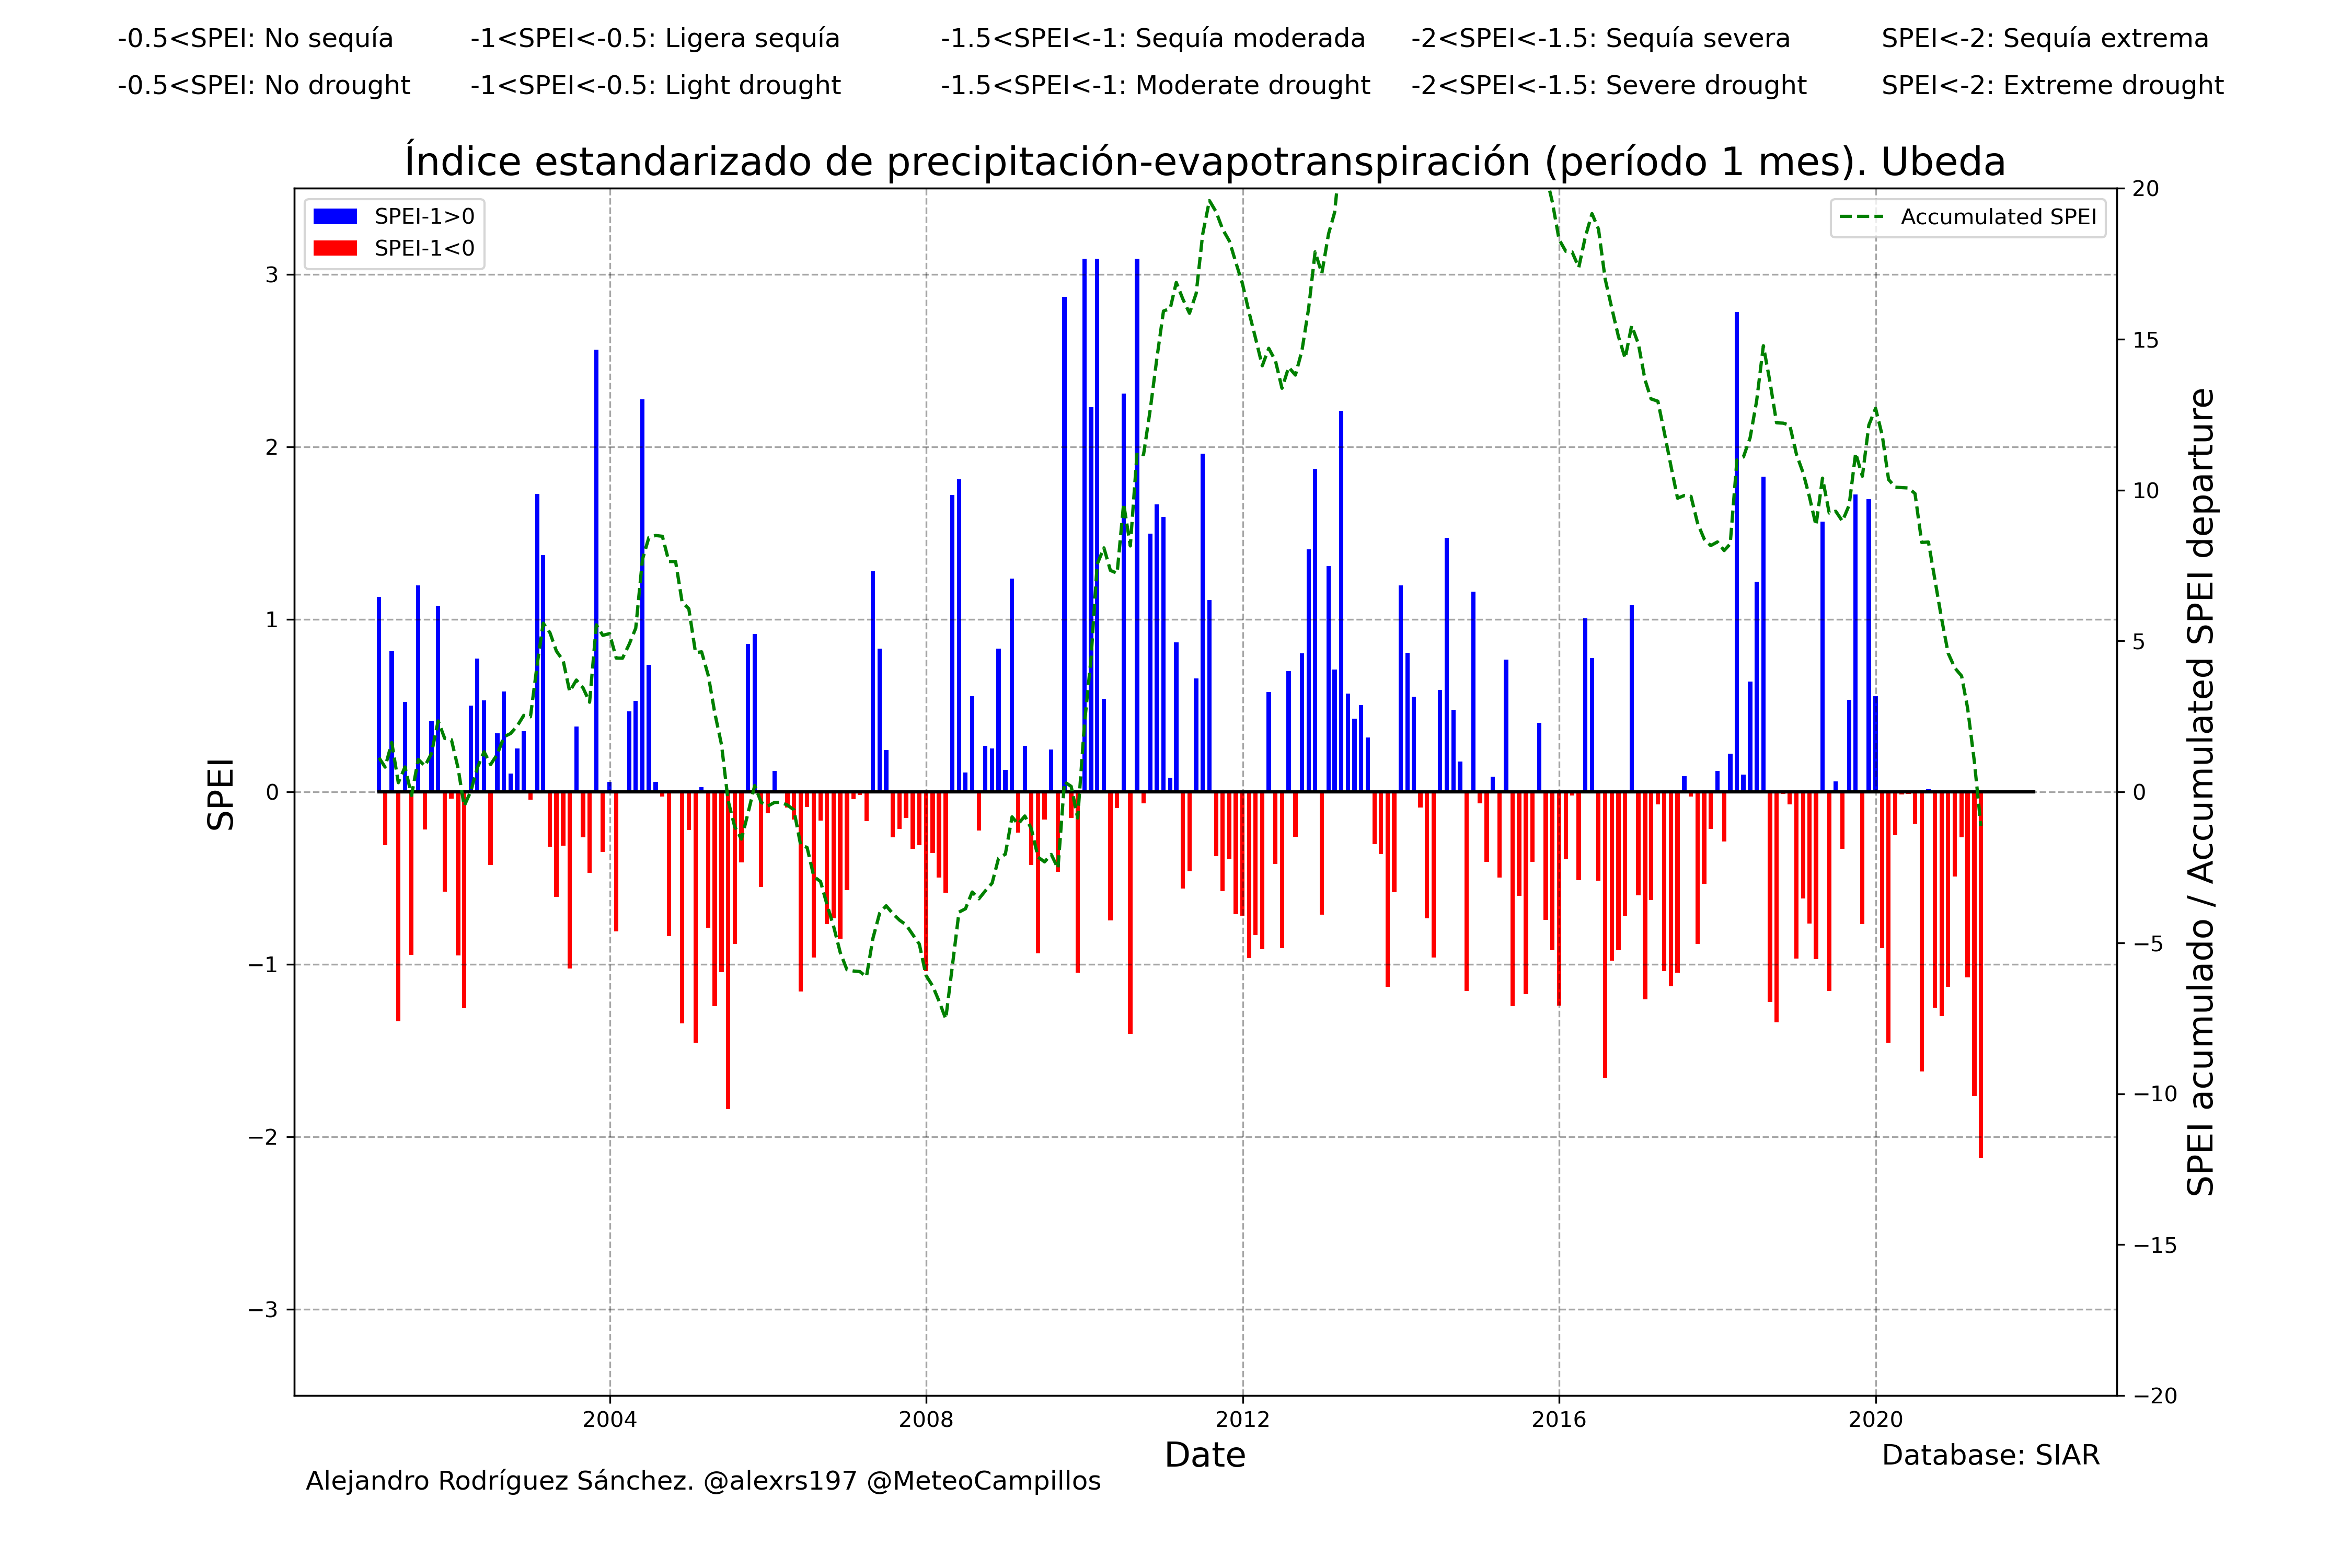 -0.5<SPEI: No sequía -1<SPEI<-0.5: Ligera sequía -1.5<SPEI<-1: Sequía moderada -2<SPEI<-1.5: Sequía severa SPEI<-2: Sequía extrema
-0.5<SPEI: No drought -1<SPEI<-0.5: Light drought -1.5<SPEI<-1: Moderate drought -2<SPEI<-1.5: Severe drought SPEI<-2: Extreme drought
Índice estandarizado de precipitación-evapotranspiración (período 1 mes). Ubeda
SPEI-1>0
SPEI-1<0
Accumulated SPEI
SPEI
3
2
1
0
−1
−2
−3
20
15
10
5
0
−5
−10
−15
−20
SPEI acumulado / Accumulated SPEI departure
2004 2008 2012 2016 2020
Date
Database: SIAR
Alejandro Rodríguez Sánchez. @alexrs197 @MeteoCampillos